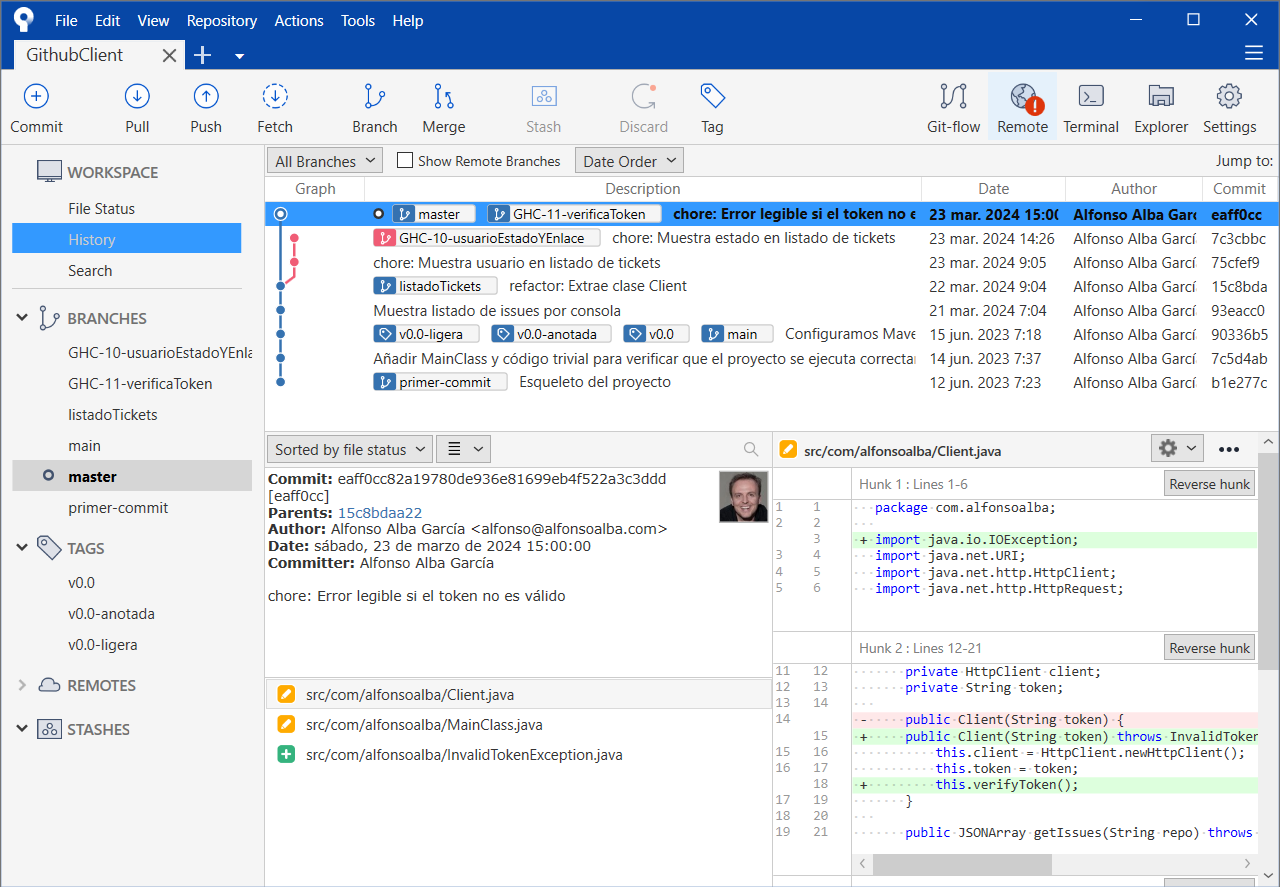 File Edit View Repository Actions Tools Help
GithubClient
Commit Pull Push Fetch Branch Merge Stash Discard Tag Git-flow Remote Terminal Explorer Settings
WORKSPACE
File Status
History
Search
BRANCHES
GHC-10-usuarioEstadoYEnla
GHC-11-verificaToken
listadoTickets
main
master
primer-commit
TAGS
v0.0
v0.0-anotada
v0.0-ligera
REMOTES
STASHES
All Branches Show Remote Branches Date Order Jump to:
Graph Description Date Author Commit
master GHC-11-verificaToken chore: Error legible si el token no e 23 mar. 2024 15:00 Alfonso Alba Garc eaff0cc
GHC-10-usuarioEstadoYEnlace chore: Muestra estado en listado de tickets 23 mar. 2024 14:26 Alfonso Alba Garcí 7c3cbbc
chore: Muestra usuario en listado de tickets 23 mar. 2024 9:05 Alfonso Alba Garcí 75cfef9
listadoTickets refactor: Extrae clase Client 22 mar. 2024 9:04 Alfonso Alba Garcí 15c8bda
Muestra listado de issues por consola 21 mar. 2024 7:04 Alfonso Alba Garcí 93eacc0
v0.0-ligera v0.0-anotada v0.0 main Configuramos Mave 15 jun. 2023 7:18 Alfonso Alba Garcí 90336b5
Añadir MainClass y código trivial para verificar que el proyecto se ejecuta correctar 14 jun. 2023 7:37 Alfonso Alba Garcí 7c5d4ab
primer-commit Esqueleto del proyecto 12 jun. 2023 7:23 Alfonso Alba Garcí b1e277c
Sorted by file status
Commit: eaff0cc82a19780de936e81699eb4f522a3c3ddd
[eaff0cc]
Parents: 15c8bdaa22
Author: Alfonso Alba García <alfonso@alfonsoalba.com>
Date: sábado, 23 de marzo de 2024 15:00:00
Committer: Alfonso Alba García
chore: Error legible si el token no es válido
src/com/alfonsoalba/Client.java
src/com/alfonsoalba/MainClass.java
src/com/alfonsoalba/InvalidTokenException.java
src/com/alfonsoalba/Client.java
Hunk 1 : Lines 1-6 Reverse hunk
1 1 package com.alfonsoalba;
2 2
3 + import java.io.IOException;
3 4 import java.net.URI;
4 5 import java.net.http.HttpClient;
5 6 import java.net.http.HttpRequest;
Hunk 2 : Lines 12-21 Reverse hunk
11 12 private HttpClient client;
12 13 private String token;
13 14
14 - public Client(String token) {
15 + public Client(String token) throws InvalidToken
15 16 this.client = HttpClient.newHttpClient();
16 17 this.token = token;
18 + this.verifyToken();
17 19 }
18 20
19 21 public JSONArray getIssues(String repo) throws